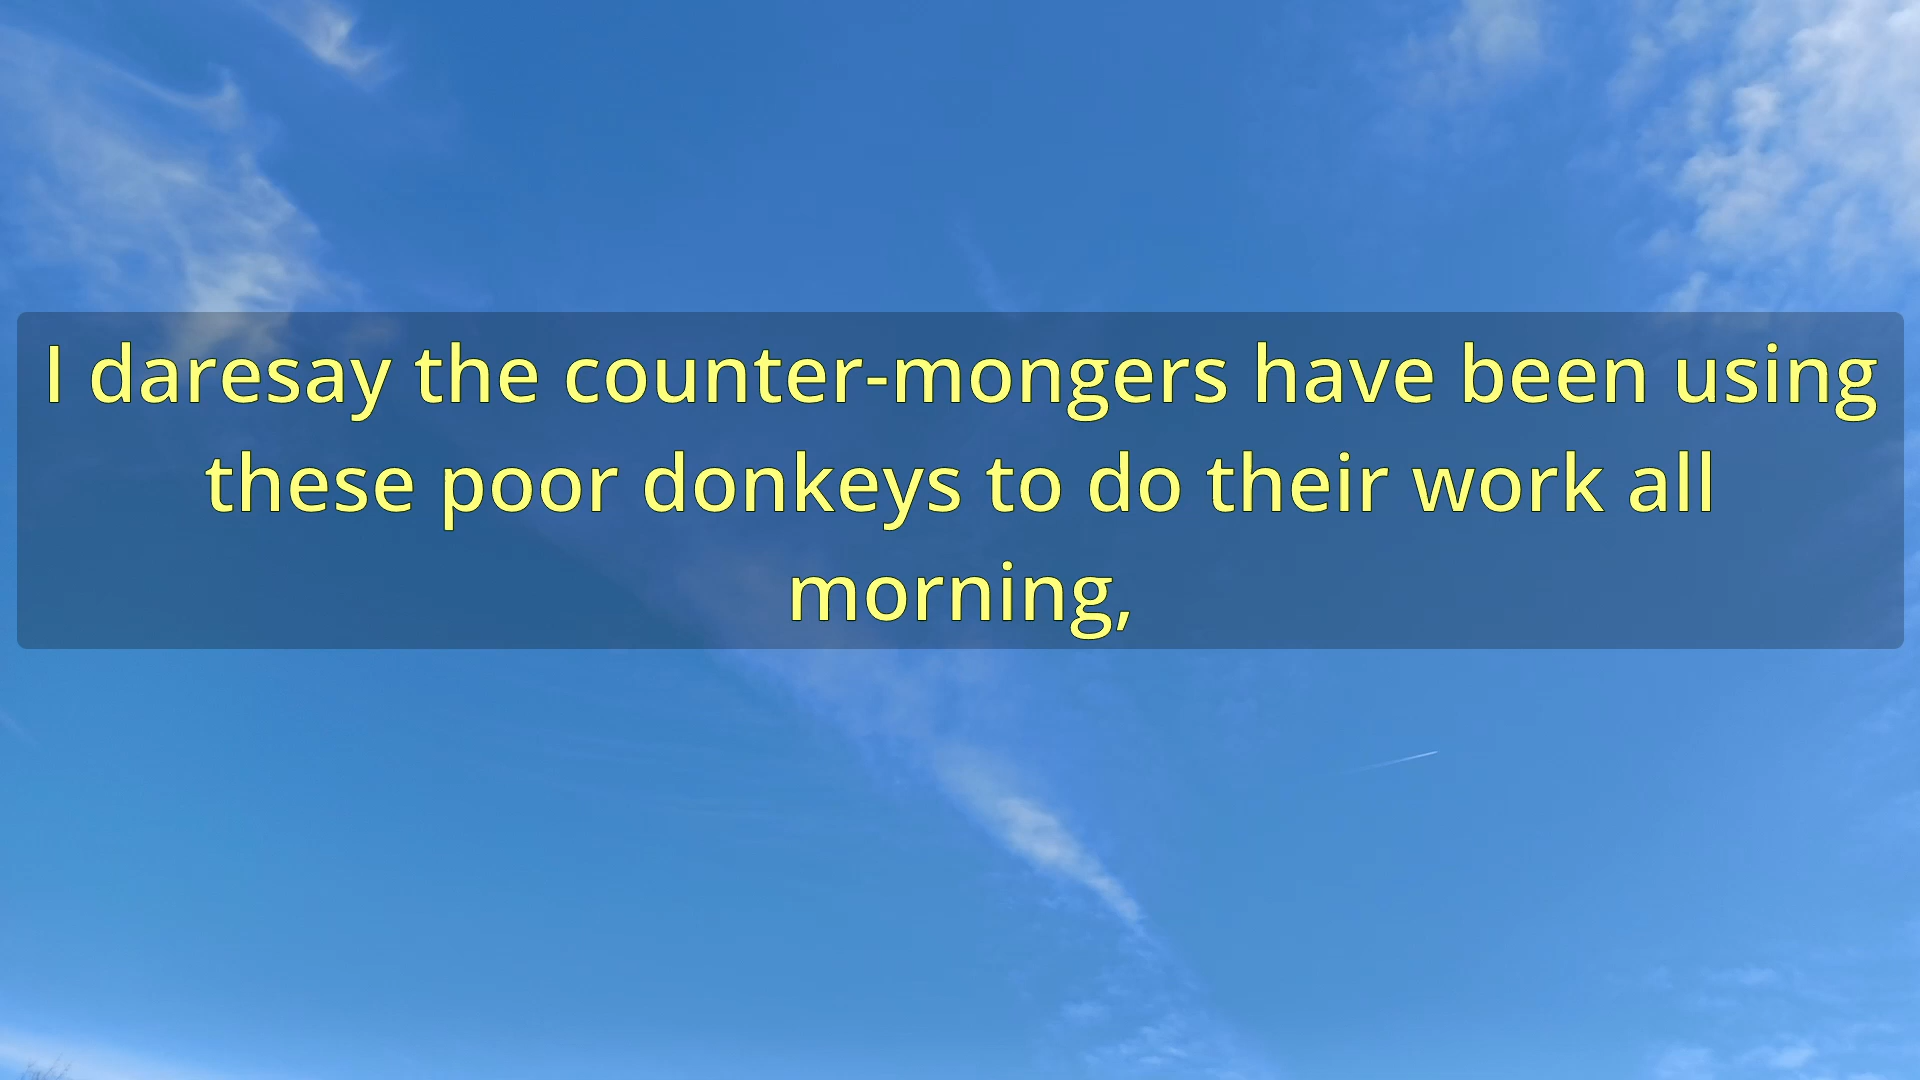 I daresay the counter-mongers have been using
these poor donkeys to do their work all
morning,